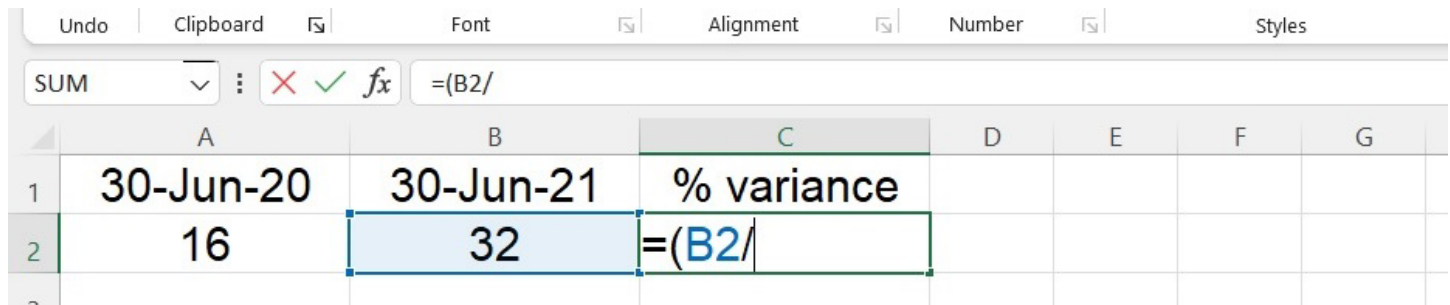 Undo Clipboard Font Alignment Number Styles
SUM fx =(B2/
A B C D E F G
1 30-Jun-20 30-Jun-21 % variance
2 16 32 =(B2/